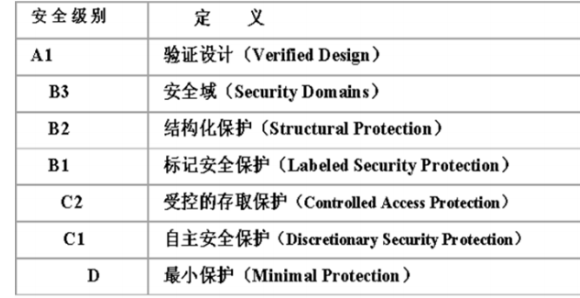 安全级别 定 义
A1 验证设计（Verified Design）
B3 安全域（Security Domains）
B2 结构化保护（Structural Protection）
B1 标记安全保护（Labeled Security Protection）
C2 受控的存取保护（Controlled Access Protection）
C1 自主安全保护（Discretionary Security Protection）
D 最小保护（Minimal Protection）